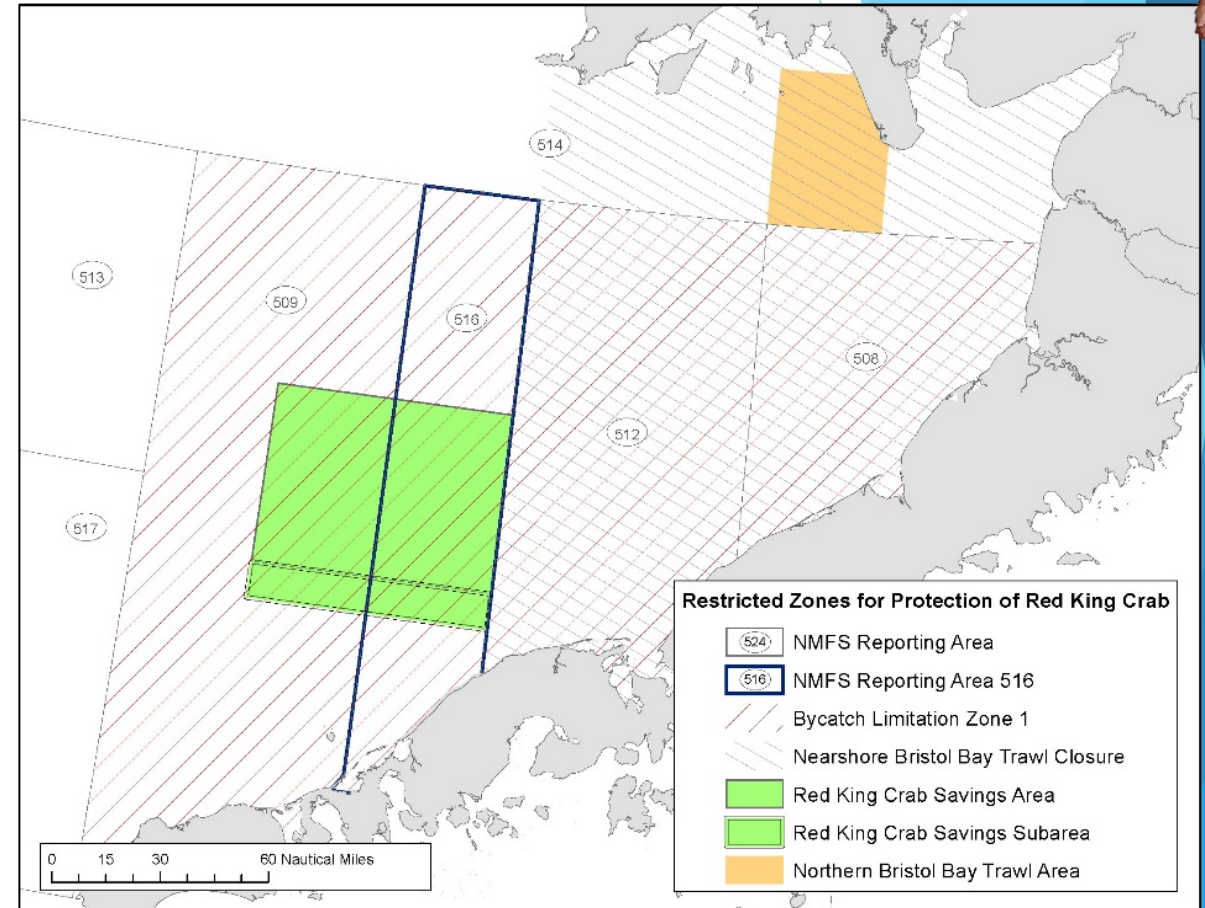 514
513
509
516
508
512
517
Restricted Zones for Protection of Red King Crab
524 NMFS Reporting Area
516 NMFS Reporting Area 516
Bycatch Limitation Zone 1
Nearshore Bristol Bay Trawl Closure
Red King Crab Savings Area
Red King Crab Savings Subarea
Northern Bristol Bay Trawl Area
0 15 30 60 Nautical Miles